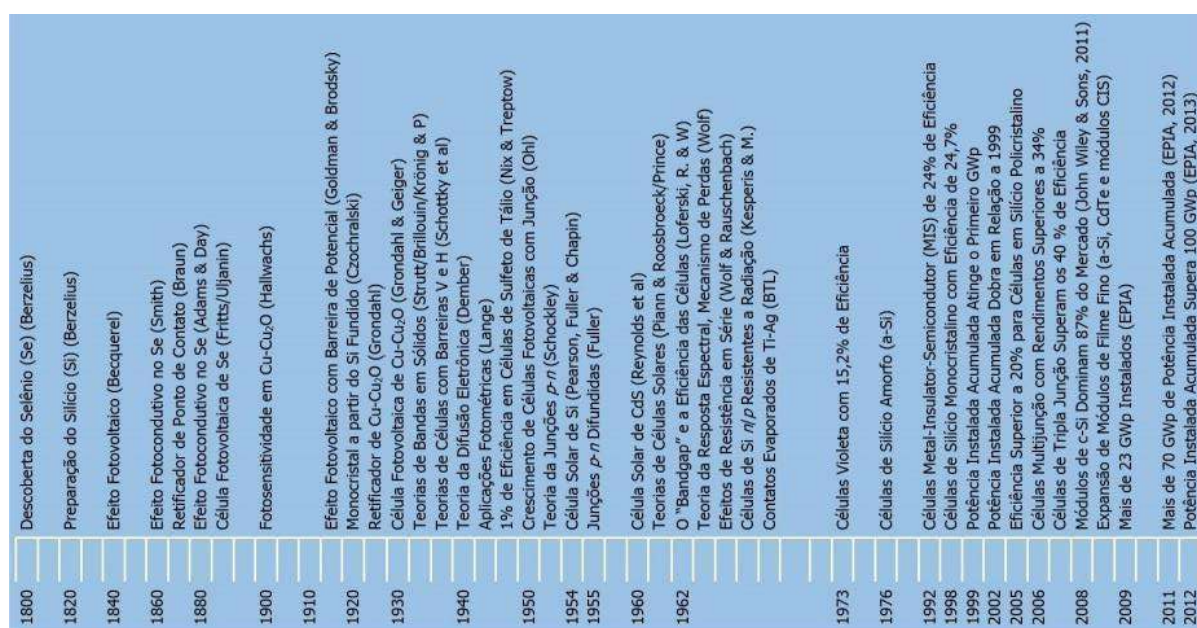 1800
1820
1840
1860
1880
1900
1910
1920
1930
1940
1950
1954
1955
1960
1962
1973
1976
1992
1998
1999
2002
2005
2006
2008
2009
2011
2012
Descoberta do Selênio (Se) (Berzelius)
Preparação do Silício (Si) (Berzelius)
Efeito Fotovoltaico (Becquerel)
Efeito Fotocondutivo no Se (Smith)
Retificador de Ponto de Contato (Braun)
Efeito Fotocondutivo no Se (Adams & Day)
Célula Fotovoltaica de Se (Fritts/Uljanin)
Fotosensitividade em Cu-Cu₂O (Hallwachs)
Efeito Fotovoltaico com Barreira de Potencial (Goldman & Brodsky)
Monocristal a partir do Si Fundido (Czochralski)
Retificador de Cu-Cu₂O (Grondahl)
Célula Fotovoltaica de Cu-Cu₂O (Grondahl & Geiger)
Teorias de Bandas em Sólidos (Strutt/Brillouin/Krönig & P)
Teorias de Células com Barreiras V e H (Schottky et al)
Teoria da Difusão Eletrônica (Dember)
Aplicações Fotométricas (Lange)
1% de Eficiência em Células de Sulfeto de Tálio (Nix & Treptow)
Crescimento de Células Fotovoltaicas com Junção (Ohl)
Teoria da Junções p-n (Schockley)
Célula Solar de Si (Pearson, Fuller & Chapin)
Junções p-n Difundidas (Fuller)
Célula Solar de CdS (Reynolds et al)
Teorias de Células Solares (Pfann & Roosbroeck/Prince)
O "Bandgap" e a Eficiência das Células (Loferski, R. & W)
Teoria da Resposta Espectral, Mecanismo de Perdas (Wolf)
Efeitos de Resistência em Série (Wolf & Rauschenbach)
Células de Si n/p Resistentes a Radiação (Kesperis & M.)
Contatos Evaporados de Ti-Ag (BTL)
Células Violeta com 15,2% de Eficiência
Células de Silício Amorfo (a-Si)
Células Metal-Insulator-Semicondutor (MIS) de 24% de Eficiência
Células de Silício Monocristalino com Eficiência de 24,7%
Potência Instalada Acumulada Atinge o Primeiro GWp
Potência Instalada Acumulada Dobra em Relação a 1999
Eficiência Superior a 20% para Células em Silício Policristalino
Células Multijunção com Rendimentos Superiores a 34%
Células de Tripla Junção Superam os 40 % de Eficiência
Módulos de c-Si Dominam 87% do Mercado (John Wiley & Sons, 2011)
Expansão de Módulos de Filme Fino (a-Si, CdTe e módulos CIS)
Mais de 23 GWp Instalados (EPIA)
Mais de 70 GWp de Potência Instalada Acumulada (EPIA, 2012)
Potência Instalada Acumulada Supera 100 GWp (EPIA, 2013)